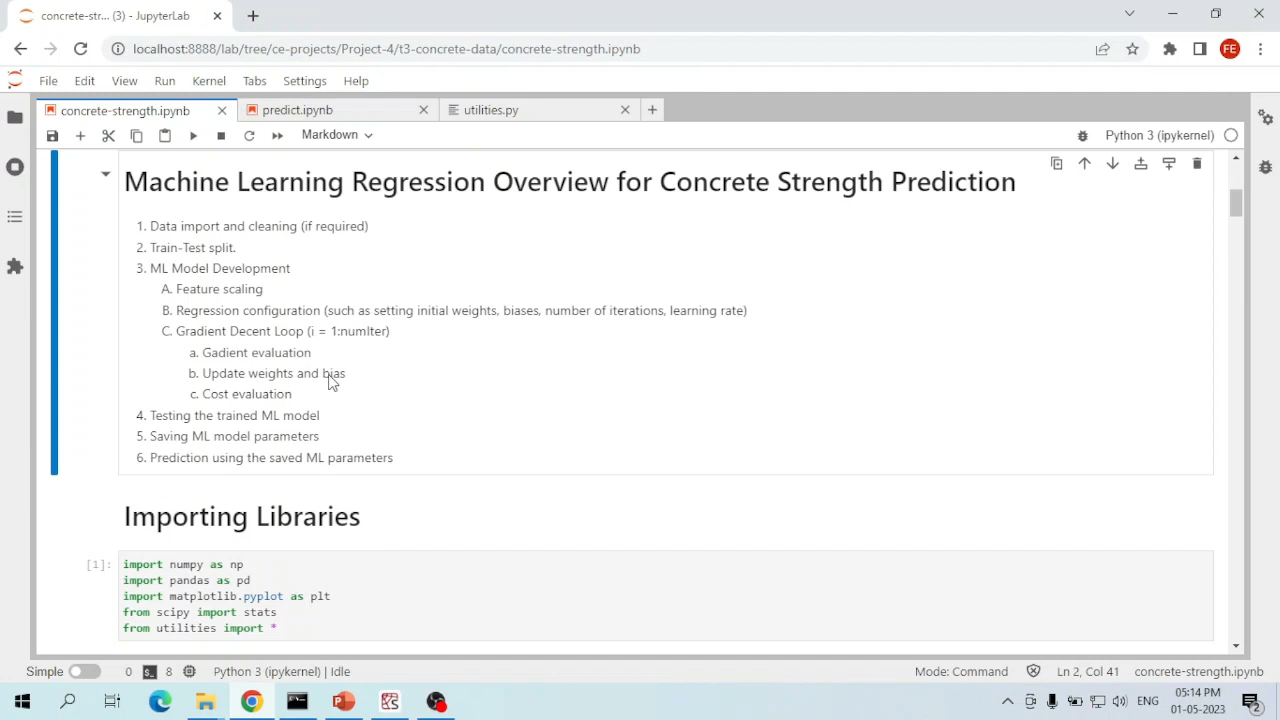 concrete-str... (3) - JupyterLab
localhost:8888/lab/tree/ce-projects/Project-4/t3-concrete-data/concrete-strength.ipynb
FE
File Edit View Run Kernel Tabs Settings Help
concrete-strength.ipynb predict.ipynb utilities.py
Markdown Python 3 (ipykernel)
Machine Learning Regression Overview for Concrete Strength Prediction
1. Data import and cleaning (if required)
2. Train-Test split.
3. ML Model Development
A. Feature scaling
B. Regression configuration (such as setting initial weights, biases, number of iterations, learning rate)
C. Gradient Decent Loop (i = 1:numIter)
a. Gadient evaluation
b. Update weights and bias
c. Cost evaluation
4. Testing the trained ML model
5. Saving ML model parameters
6. Prediction using the saved ML parameters
Importing Libraries
[1]: import numpy as np
import pandas as pd
import matplotlib.pyplot as plt
from scipy import stats
from utilities import *
Simple 0 8 Python 3 (ipykernel) | Idle Mode: Command Ln 2, Col 41 concrete-strength.ipynb
ENG 05:14 PM
01-05-2023 2